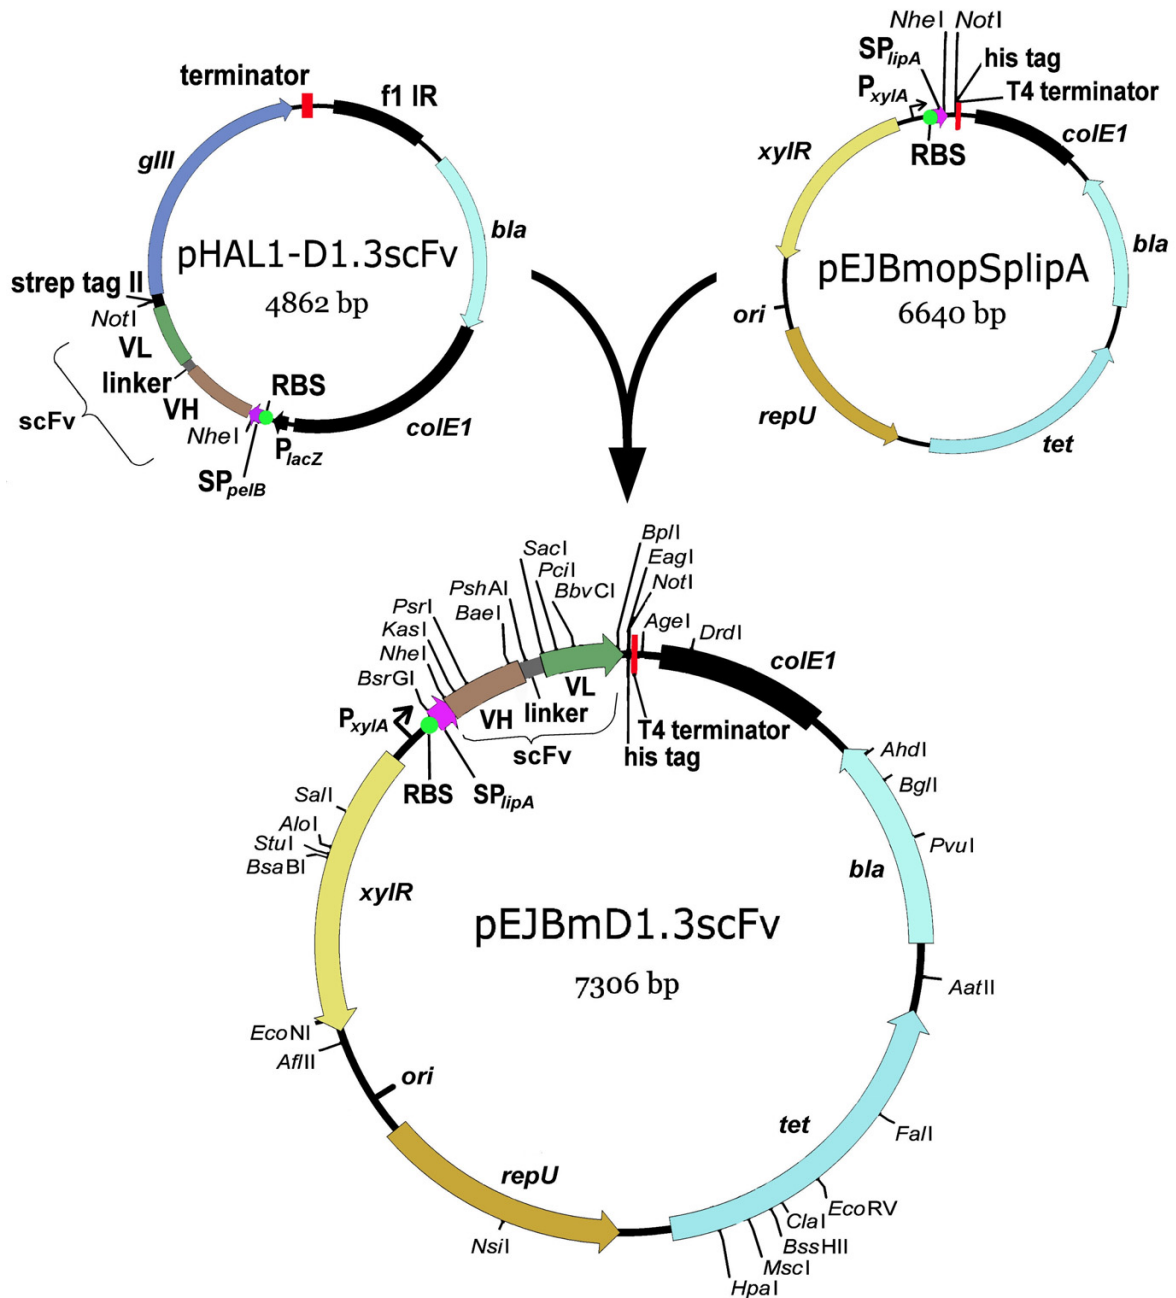 terminator
f1 IR
gIII
bla
pHAL1-D1.3scFv
4862 bp
strep tag II
NotI
VL
linker
RBS
VH
scFv
NheI
PlacZ
colE1
SPpelB
NheI NotI
SPlipA
his tag
PxylA
T4 terminator
RBS
colE1
xylR
bla
pEJBmopSplipA
6640 bp
ori
repU
tet
BplI
SacI
EagI
PciI
NotI
PshAI
BbvCI
BaeI
PsrI
AgeI
KasI
DrdI
NheI
colE1
BsrGI
VL
PxylA
VH
linker
T4 terminator
scFv
his tag
RBS
SPlipA
AhdI
BglI
SalI
AloI
StuI
BsaBI
PvuI
bla
xylR
pEJBmD1.3scFv
7306 bp
AatII
EcoNI
AflII
ori
tet
FalI
repU
EcoRV
ClaI
NsiI
BssHII
MscI
HpaI